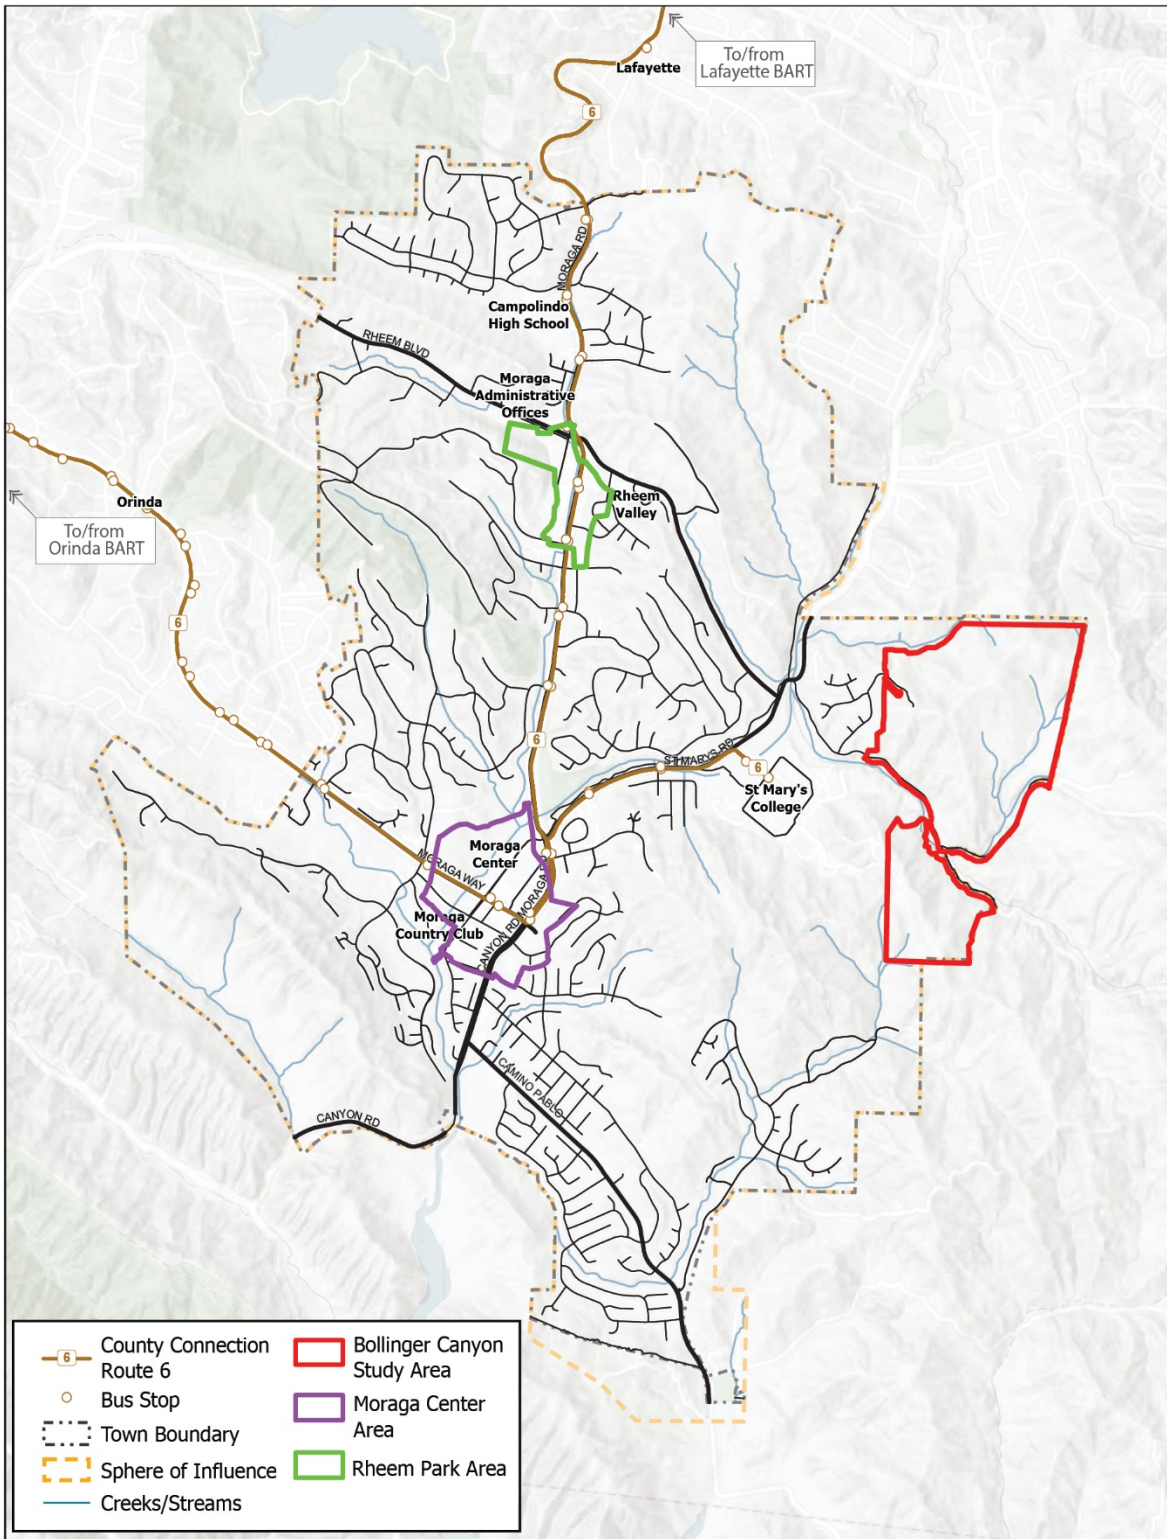 To/from
Lafayette BART
Lafayette
6
MORAGA RD
Campolindo
High School
RHEEM BLVD
Moraga
Administrative
Offices
Rheem
Valley
Orinda
To/from
Orinda BART
6
6
ST MARYS RD
6
St Mary's
College
Moraga
Center
MORAGA WAY
MORAGA
Moraga
Country Club
CANYON RD
CAMINO PABLO
CANYON RD
6
County Connection
Route 6
Bus Stop
Town Boundary
Sphere of Influence
Creeks/Streams
Bollinger Canyon
Study Area
Moraga Center
Area
Rheem Park Area